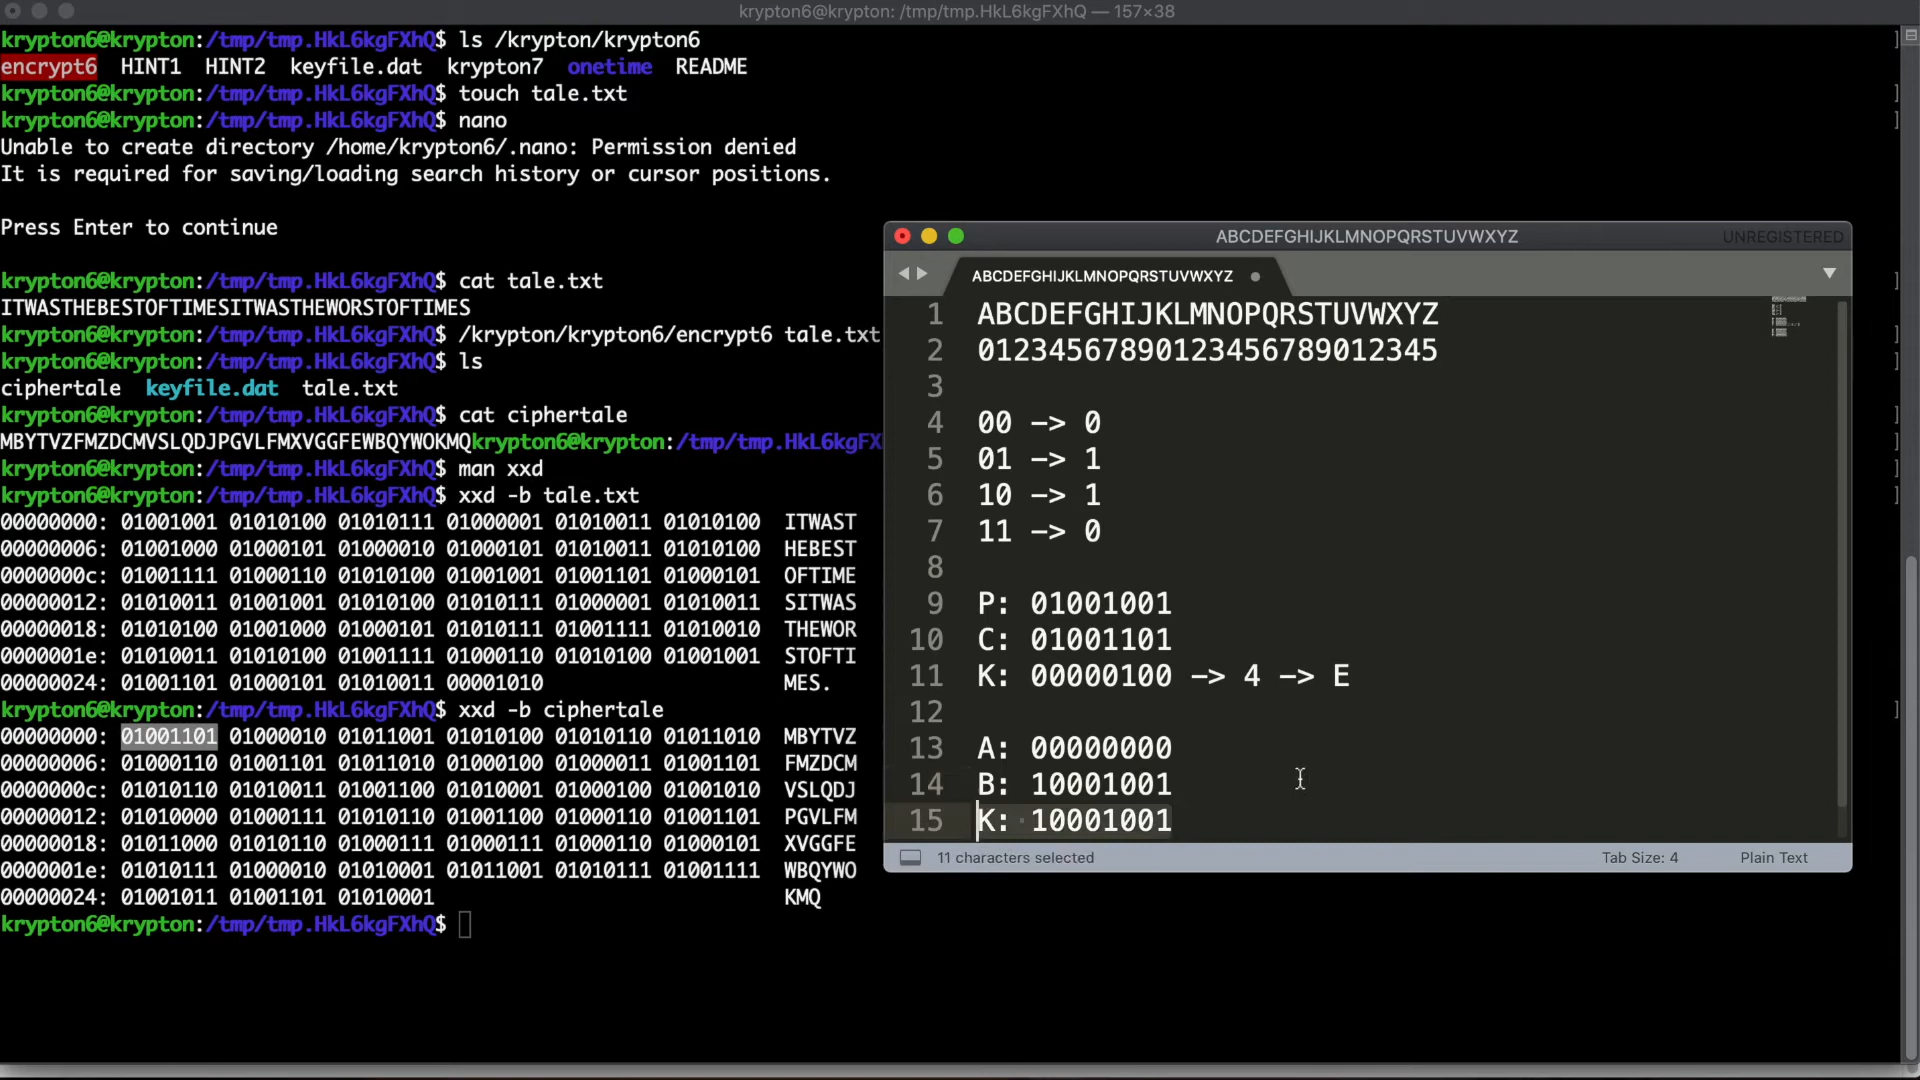 krypton6@krypton: /tmp/tmp.HkL6kgFXhQ — 157×38
krypton6@krypton:/tmp/tmp.HkL6kgFXhQ$ ls /krypton/krypton6
encrypt6  HINT1  HINT2  keyfile.dat  krypton7  onetime  README
krypton6@krypton:/tmp/tmp.HkL6kgFXhQ$ touch tale.txt
krypton6@krypton:/tmp/tmp.HkL6kgFXhQ$ nano
Unable to create directory /home/krypton6/.nano: Permission denied
It is required for saving/loading search history or cursor positions.
Press Enter to continue
krypton6@krypton:/tmp/tmp.HkL6kgFXhQ$ cat tale.txt
ITWASTHEBESTOFTIMESITWASTHEWORSTOFTIMES
krypton6@krypton:/tmp/tmp.HkL6kgFXhQ$ /krypton/krypton6/encrypt6 tale.txt
krypton6@krypton:/tmp/tmp.HkL6kgFXhQ$ ls
ciphertale  keyfile.dat  tale.txt
krypton6@krypton:/tmp/tmp.HkL6kgFXhQ$ cat ciphertale
MBYTVZFMZDCMVSLQDJPGVLFMXVGGFEWBQYWOKMQkrypton6@krypton:/tmp/tmp.HkL6kgFX
krypton6@krypton:/tmp/tmp.HkL6kgFXhQ$ man xxd
krypton6@krypton:/tmp/tmp.HkL6kgFXhQ$ xxd -b tale.txt
00000000: 01001001 01010100 01010111 01000001 01010011 01010100  ITWAST
00000006: 01001000 01000101 01000010 01000101 01010011 01010100  HEBEST
0000000c: 01001111 01000110 01010100 01001001 01001101 01000101  OFTIME
00000012: 01010011 01001001 01010100 01010111 01000001 01010011  SITWAS
00000018: 01010100 01001000 01000101 01010111 01001111 01010010  THEWOR
0000001e: 01010011 01010100 01001111 01000110 01010100 01001001  STOFTI
00000024: 01001101 01000101 01010011 00001010  MES.
krypton6@krypton:/tmp/tmp.HkL6kgFXhQ$ xxd -b ciphertale
00000000: 01001101 01000010 01011001 01010100 01010110 01011010  MBYTVZ
00000006: 01000110 01001101 01011010 01000100 01000011 01001101  FMZDCM
0000000c: 01010110 01010011 01001100 01010001 01000100 01001010  VSLQDJ
00000012: 01010000 01000111 01010110 01001100 01000110 01001101  PGVLFM
00000018: 01011000 01010110 01000111 01000111 01000110 01000101  XVGGFE
0000001e: 01010111 01000010 01010001 01011001 01010111 01001111  WBQYWO
00000024: 01001011 01001101 01010001  KMQ
krypton6@krypton:/tmp/tmp.HkL6kgFXhQ$
ABCDEFGHIJKLMNOPQRSTUVWXYZ
UNREGISTERED
ABCDEFGHIJKLMNOPQRSTUVWXYZ
1 ABCDEFGHIJKLMNOPQRSTUVWXYZ
2 01234567890123456789012345
3
4 00 —> 0
5 01 —> 1
6 10 —> 1
7 11 —> 0
8
9 P: 01001001
10 C: 01001101
11 K: 00000100 —> 4 —> E
12
13 A: 00000000
14 B: 10001001
15 K: 10001001
11 characters selected
Tab Size: 4
Plain Text